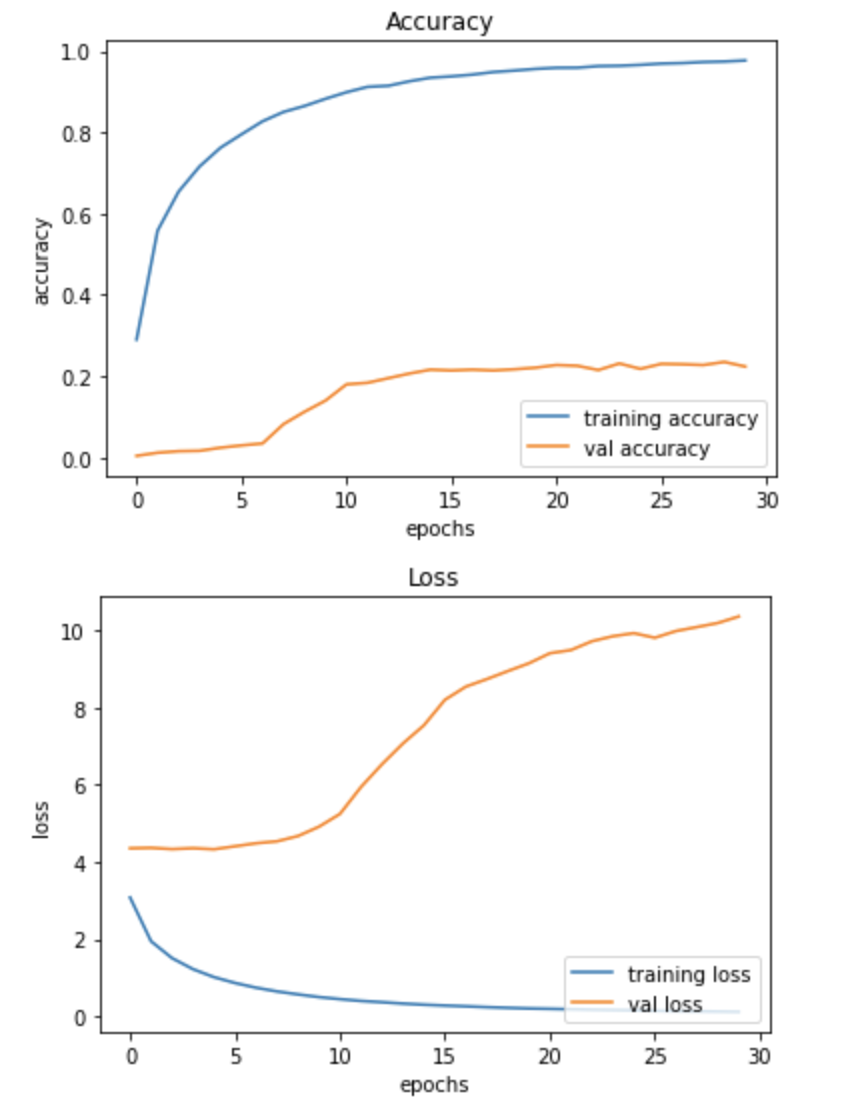 Accuracy
1.0
0.8
0.6
0.4
0.2
0.0
accuracy
training accuracy
val accuracy
0 5 10 15 20 25 30
epochs
Loss
10
8
6
4
2
0
loss
training loss
val loss
0 5 10 15 20 25 30
epochs